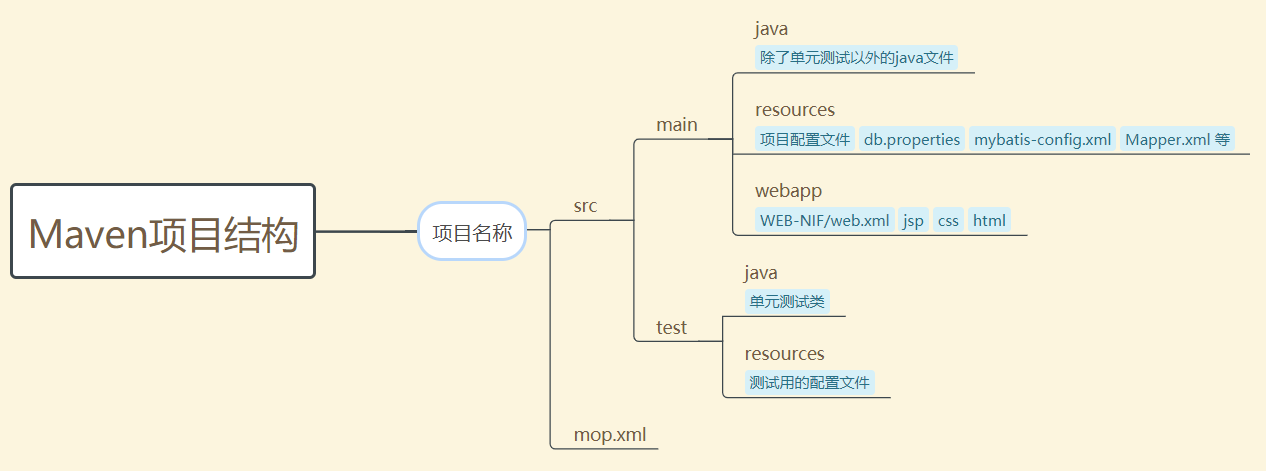 Maven项目结构
项目名称
src
main
java
除了单元测试以外的java文件
resources
项目配置文件 db.properties mybatis-config.xml Mapper.xml 等
webapp
WEB-NIF/web.xml jsp css html
test
java
单元测试类
resources
测试用的配置文件
mop.xml